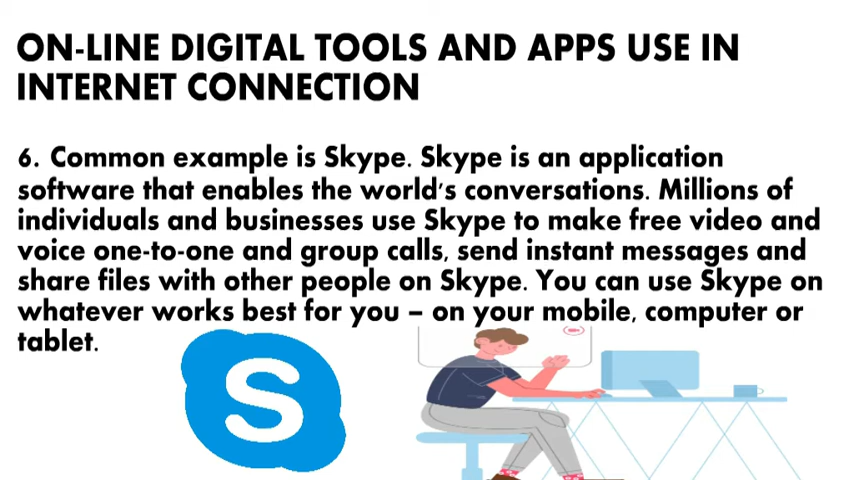 ON-LINE DIGITAL TOOLS AND APPS USE IN
INTERNET CONNECTION
6. Common example is Skype. Skype is an application
software that enables the world's conversations. Millions of
individuals and businesses use Skype to make free video and
voice one-to-one and group calls, send instant messages and
share files with other people on Skype. You can use Skype on
whatever works best for you – on your mobile, computer or
tablet.
S